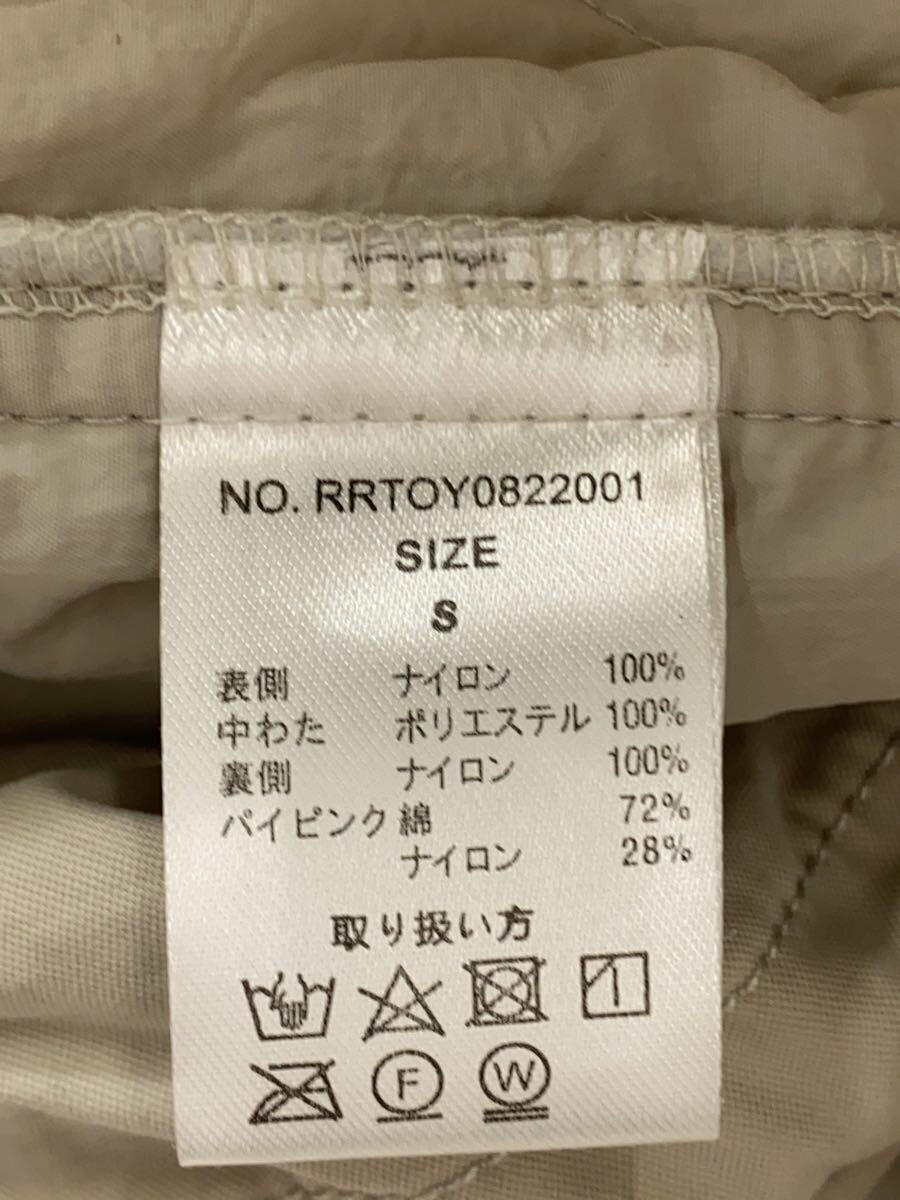 NO. RRTOY0822001
SIZE
S
表側 ナイロン 100%
中わた ポリエステル 100%
裏側 ナイロン 100%
パイピンク 綿 72%
ナイロン 28%
取り扱い方
F W